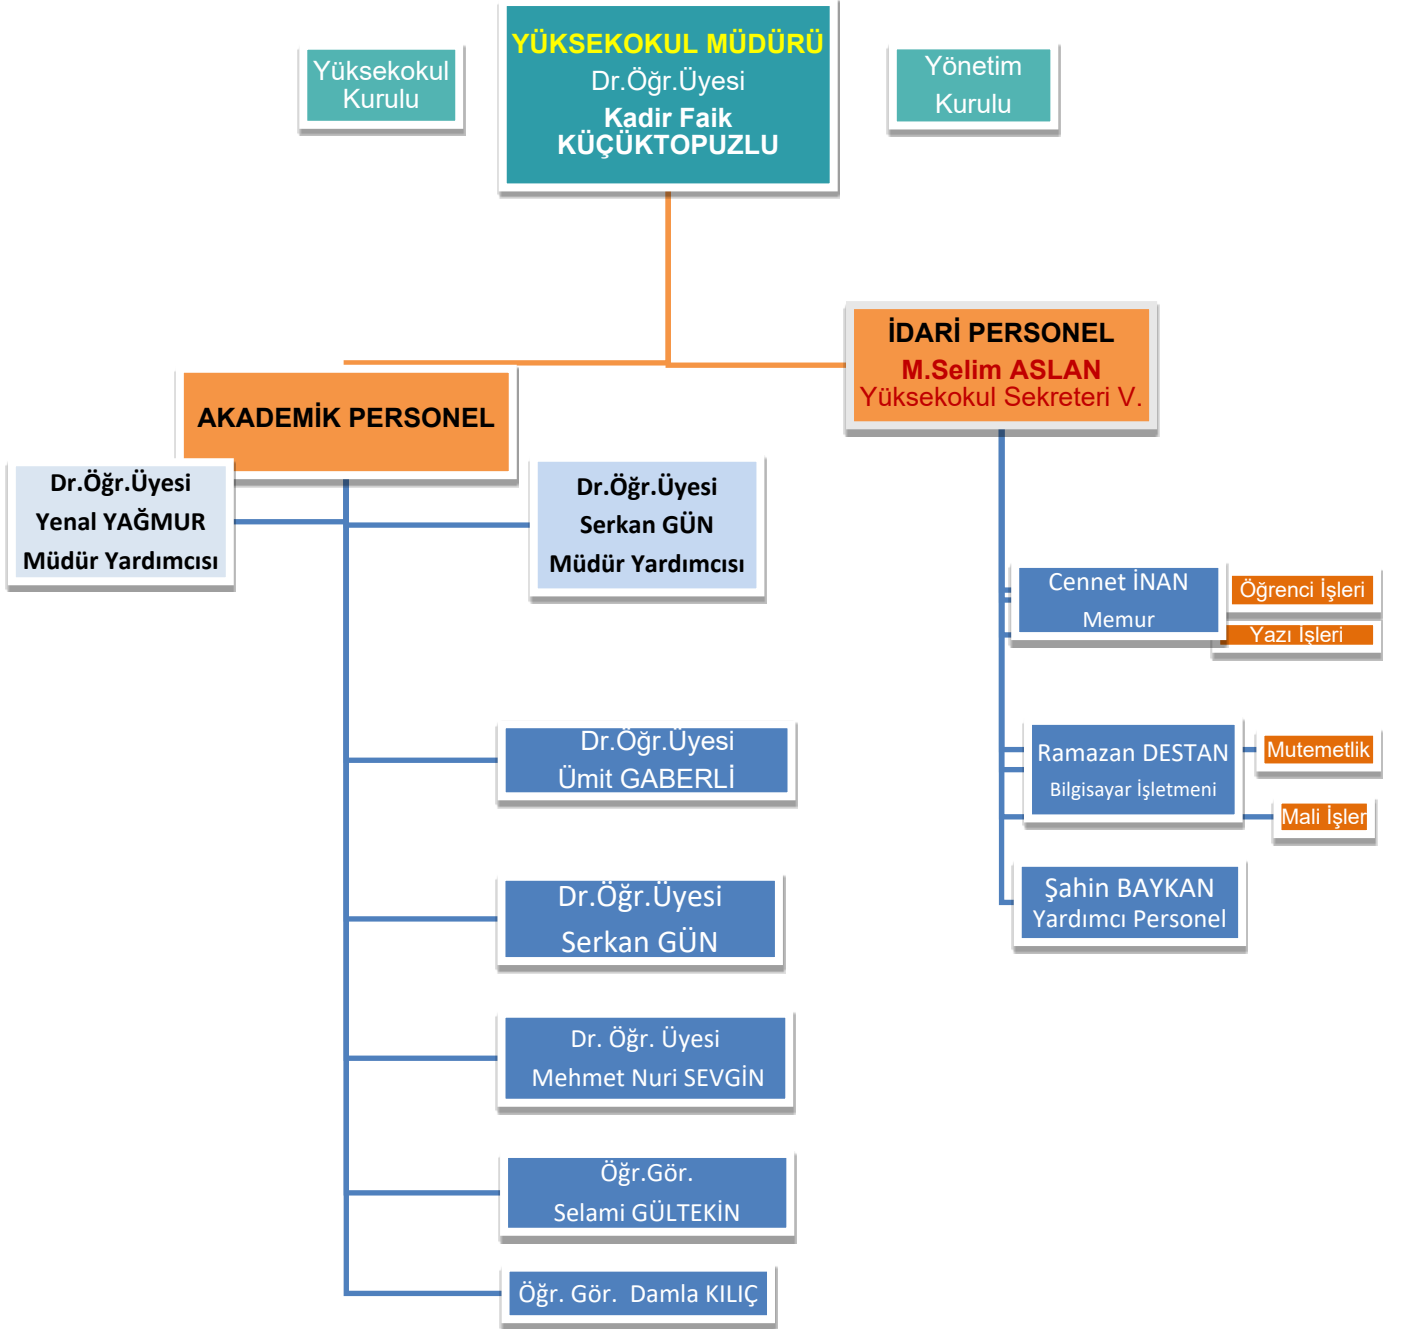 YÜKSEKOKUL MÜDÜRÜ
Dr.Öğr.Üyesi
Kadir Faik
KÜÇÜKTOPUZLU
Yüksekokul
Kurulu
Yönetim
Kurulu
İDARİ PERSONEL
M.Selim ASLAN
Yüksekokul Sekreteri V.
AKADEMİK PERSONEL
Dr.Öğr.Üyesi
Yenal YAĞMUR
Müdür Yardımcısı
Dr.Öğr.Üyesi
Serkan GÜN
Müdür Yardımcısı
Cennet İNAN
Memur
Öğrenci İşleri
Yazı İşleri
Dr.Öğr.Üyesi
Ümit GABERLİ
Ramazan DESTAN
Bilgisayar İşletmeni
Mutemetlik
Mali İşler
Dr.Öğr.Üyesi
Serkan GÜN
Şahin BAYKAN
Yardımcı Personel
Dr. Öğr. Üyesi
Mehmet Nuri SEVGİN
Öğr.Gör.
Selami GÜLTEKİN
Öğr. Gör.  Damla KILIÇ